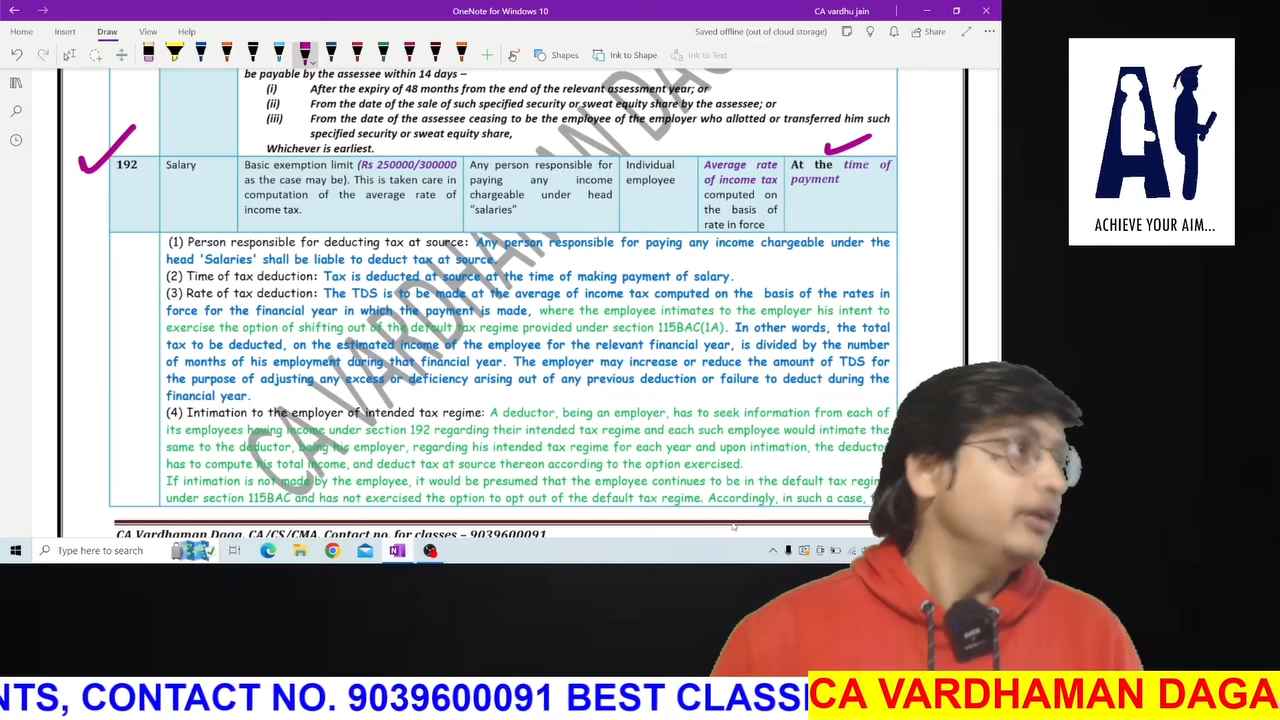 OneNote for Windows 10
CA vardhu jain
Home Insert Draw View Help
Saved offline (out of cloud storage)
Share
Shapes
Ink to Shape
Ink to Text
be payable by the assessee within 14 days –
(i) After the expiry of 48 months from the end of the relevant assessment year; or
(ii) From the date of the sale of such specified security or sweat equity share by the assessee; or
(iii) From the date of the assessee ceasing to be the employee of the employer who allotted or transferred him such
specified security or sweat equity share,
Whichever is earliest.
192
Salary
Basic exemption limit (Rs 250000/300000
as the case may be). This is taken care in
computation of the average rate of
income tax.
Any person responsible for
paying any income
chargeable under head
"salaries"
Individual
employee
Average rate
of income tax
computed on
the basis of
rate in force
At the time of
payment
(1) Person responsible for deducting tax at source: Any person responsible for paying any income chargeable under the
head 'Salaries' shall be liable to deduct tax at source.
(2) Time of tax deduction: Tax is deducted at source at the time of making payment of salary.
(3) Rate of tax deduction: The TDS is to be made at the average of income tax computed on the basis of the rates in
force for the financial year in which the payment is made, where the employee intimates to the employer his intent to
exercise the option of shifting out of the default tax regime provided under section 115BAC(1A). In other words, the total
tax to be deducted, on the estimated income of the employee for the relevant financial year, is divided by the number
of months of his employment during that financial year. The employer may increase or reduce the amount of TDS for
the purpose of adjusting any excess or deficiency arising out of any previous deduction or failure to deduct during the
financial year.
(4) Intimation to the employer of intended tax regime: A deductor, being an employer, has to seek information from each of
its employees having income under section 192 regarding their intended tax regime and each such employee would intimate the
same to the deductor, being his employer, regarding his intended tax regime for each year and upon intimation, the deductor
has to compute his total income, and deduct tax at source thereon according to the option exercised.
If intimation is not made by the employee, it would be presumed that the employee continues to be in the default tax
under section 115BAC and has not exercised the option to opt out of the default tax regime. Accordingly, in such a case,
CA Vardhaman Daga, CA/CS/CMA, Contact no. for classes – 9039600091
CA VARDHAMAN DAGA
Type here to search
AI
ACHIEVE YOUR AIM...
NTS, CONTACT NO. 9039600091 BEST CLASS
CA VARDHAMAN DAGA